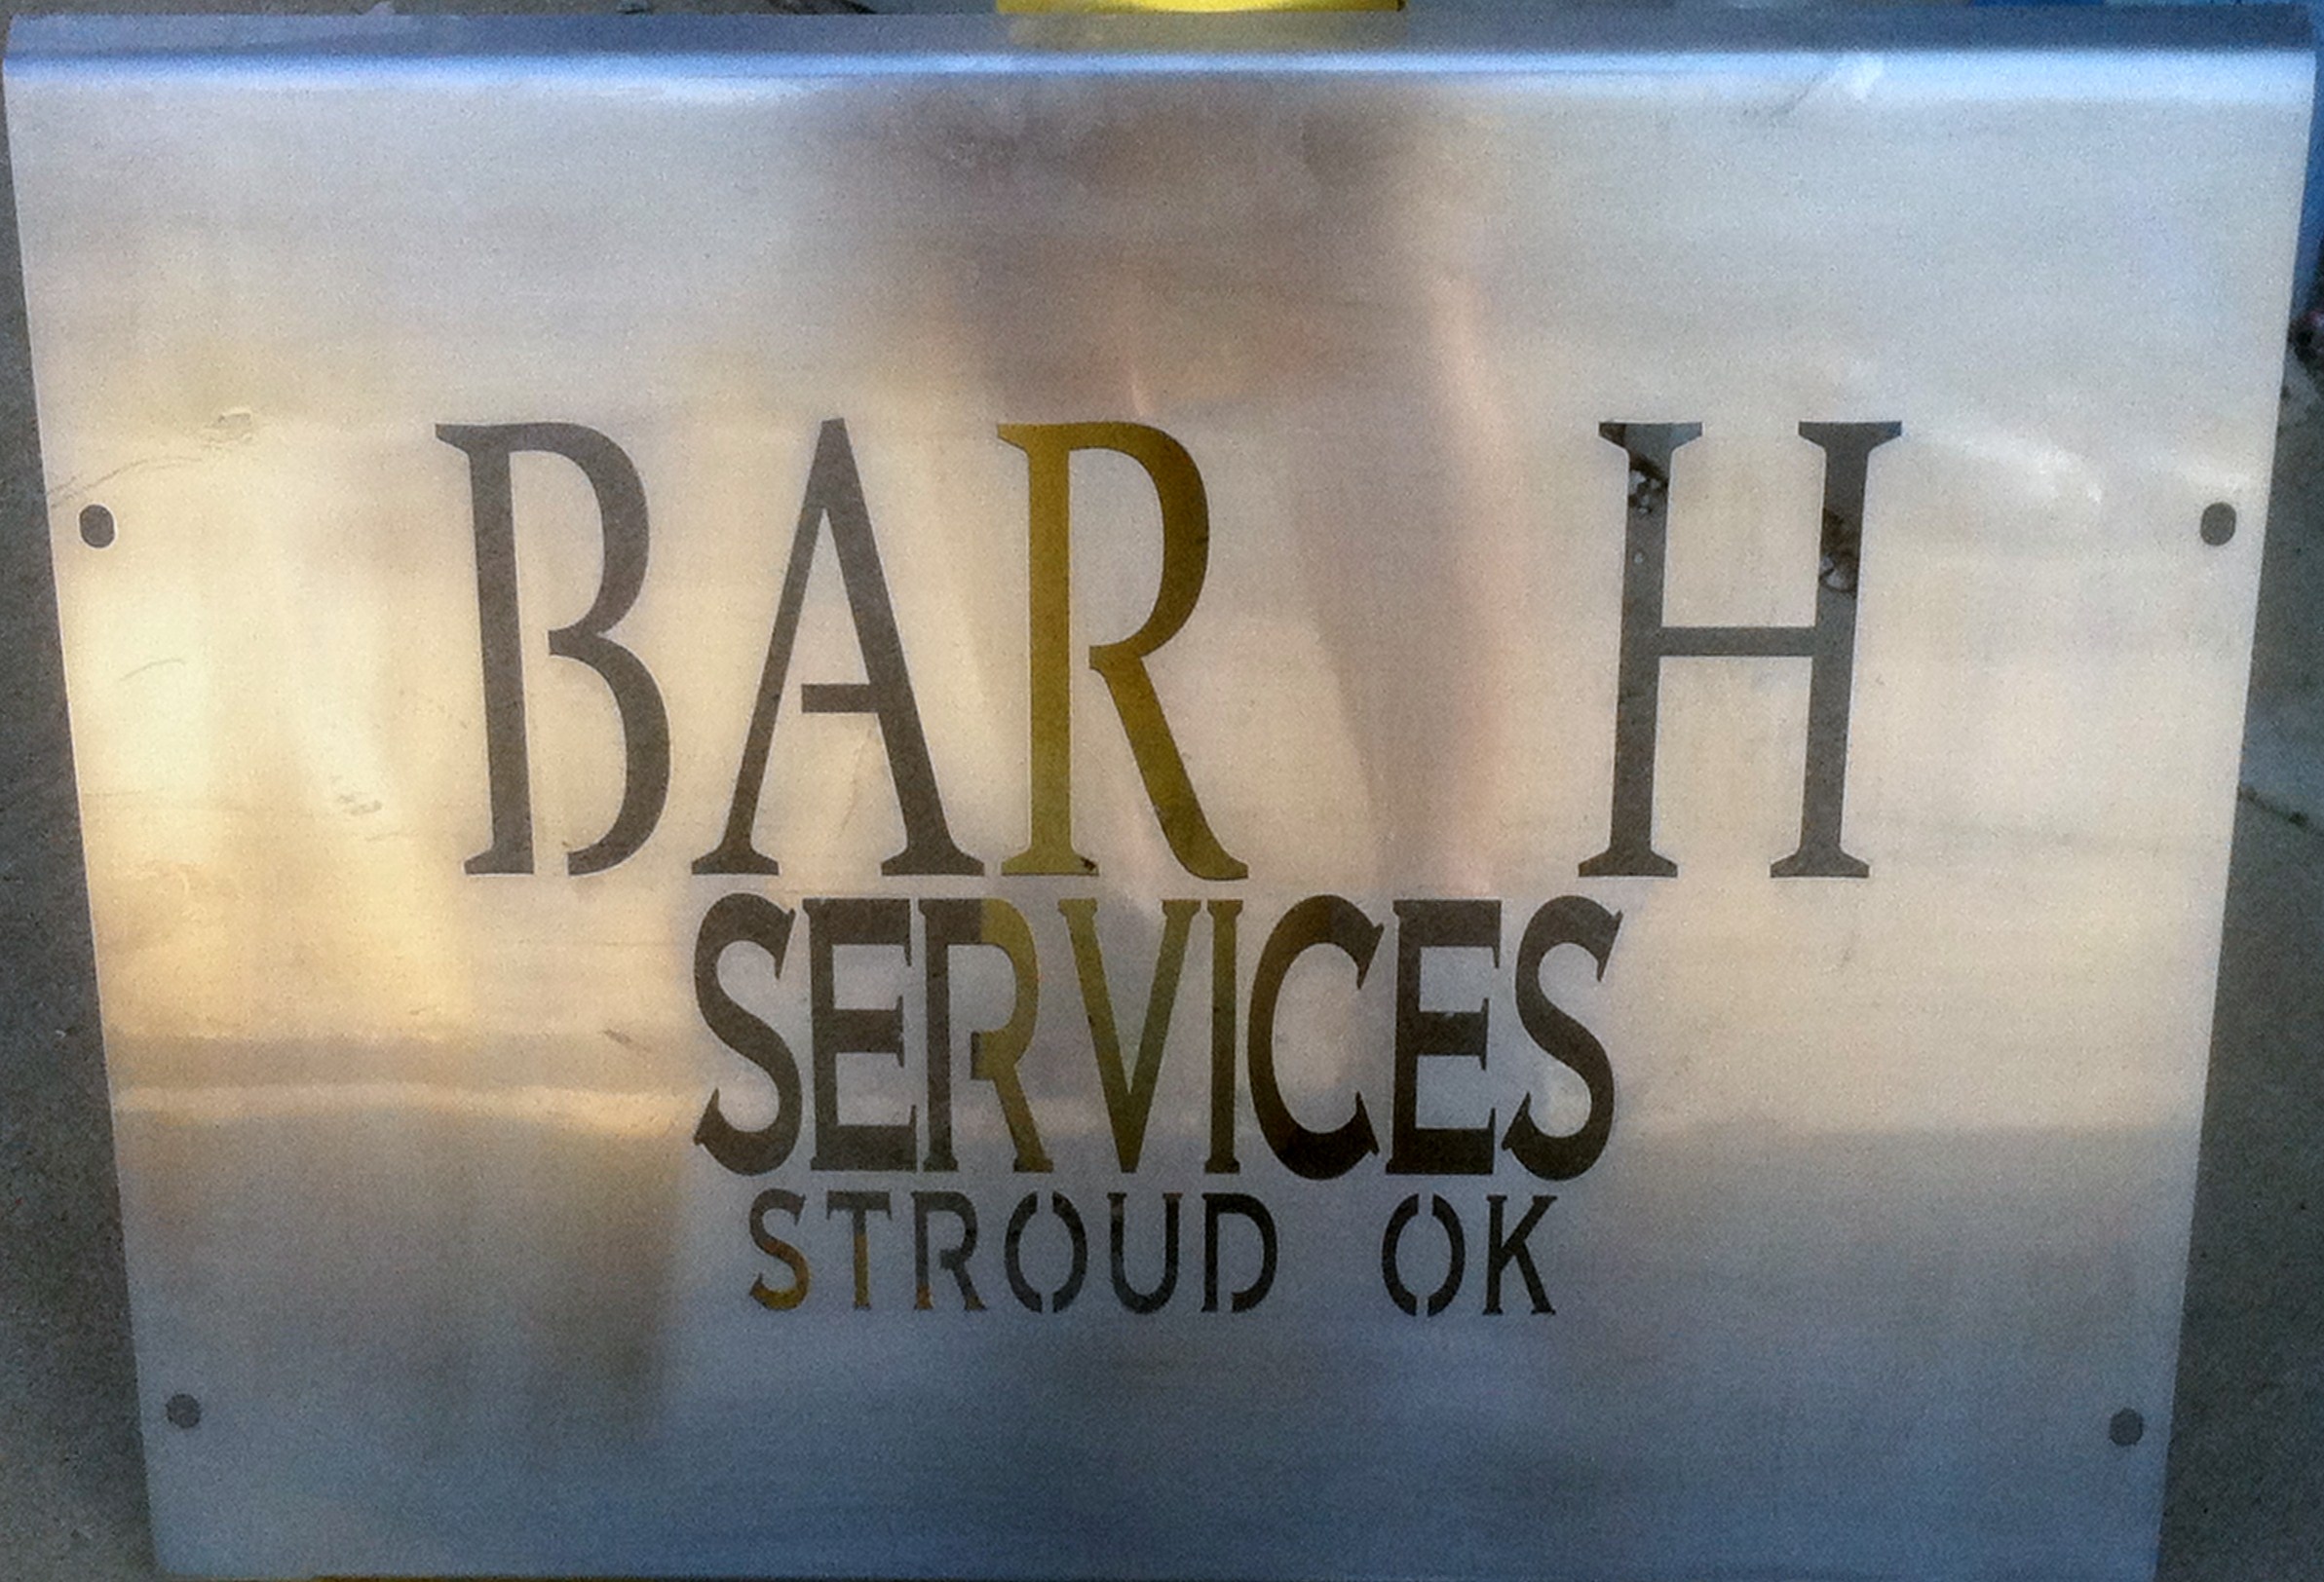 BAR H
SERVICES
STROUD OK